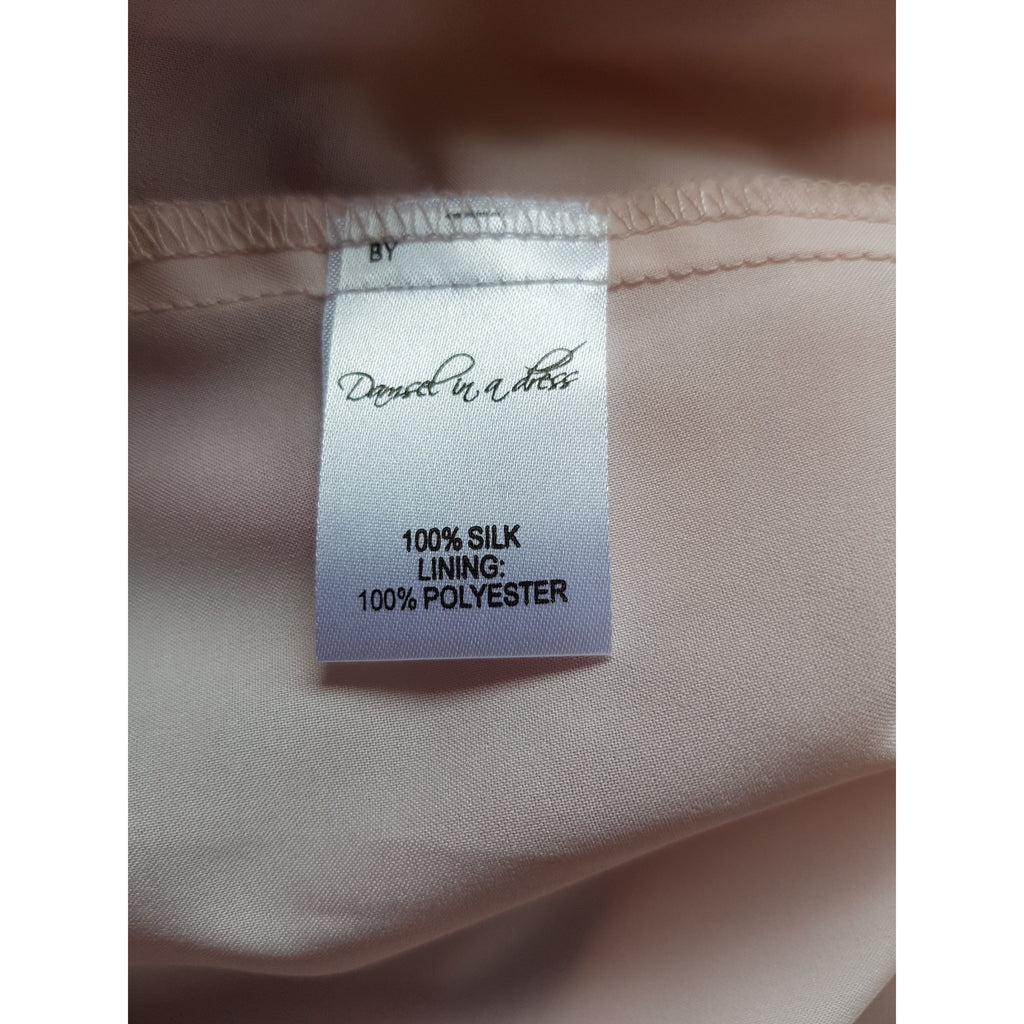 BY
Damsel in a dress
100% SILK
LINING:
100% POLYESTER